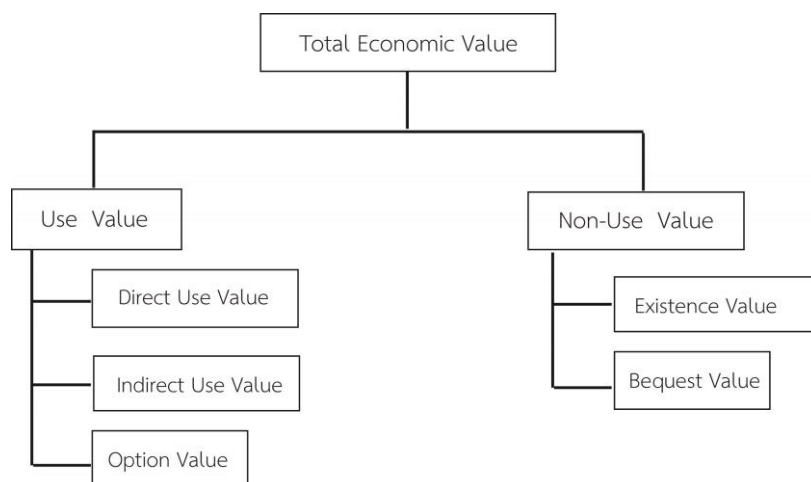 Total Economic Value
Use Value
Non-Use Value
Direct Use Value
Existence Value
Indirect Use Value
Bequest Value
Option Value